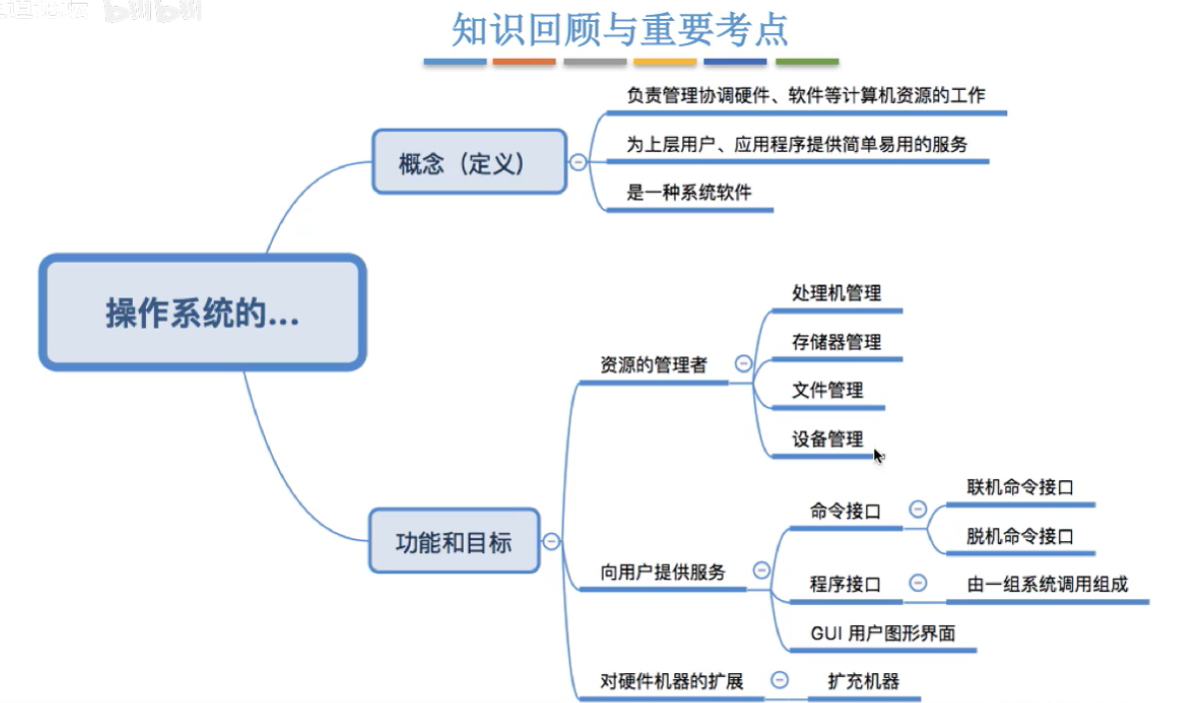 知识回顾与重要考点
负责管理协调硬件、软件等计算机资源的工作
为上层用户、应用程序提供简单易用的服务
概念（定义）
是一种系统软件
操作系统的...
处理机管理
存储器管理
资源的管理者
文件管理
设备管理
联机命令接口
命令接口
脱机命令接口
功能和目标
向用户提供服务
程序接口
由一组系统调用组成
GUI 用户图形界面
对硬件机器的扩展
扩充机器